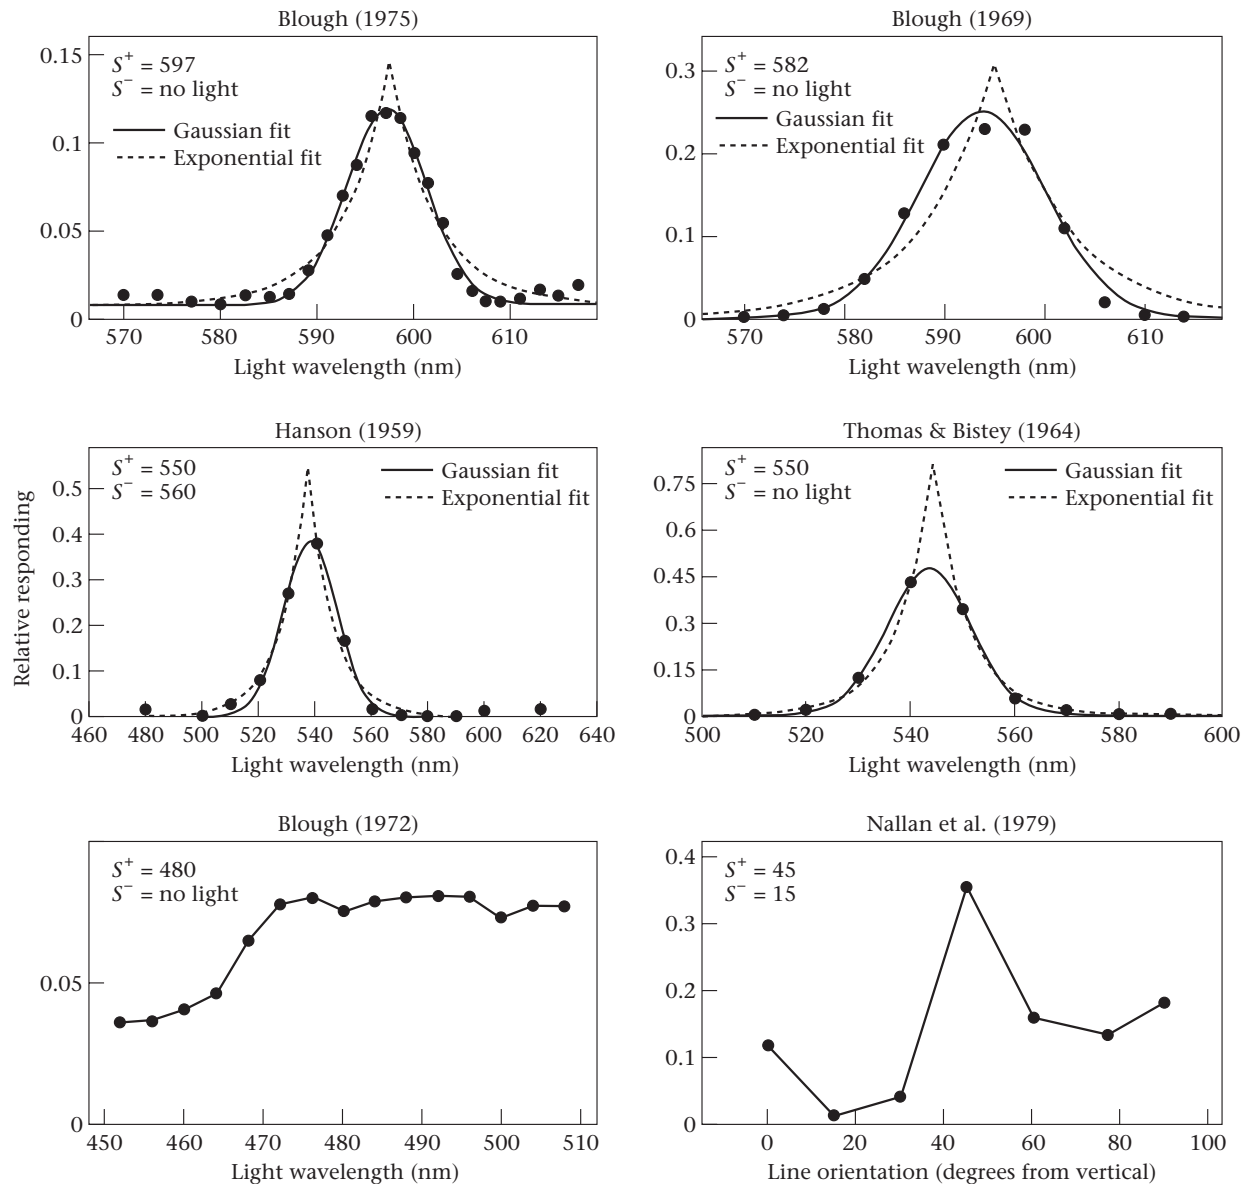 Blough (1975)
S+ = 597
S− = no light
Gaussian fit
Exponential fit
0.15
0.1
0.05
0
570 580 590 600 610
Light wavelength (nm)
Blough (1969)
S+ = 582
S− = no light
Gaussian fit
Exponential fit
0.3
0.2
0.1
0
570 580 590 600 610
Light wavelength (nm)
Relative responding
Hanson (1959)
S+ = 550
S− = 560
Gaussian fit
Exponential fit
0.5
0.4
0.3
0.2
0.1
0
460 480 500 520 540 560 580 600 620 640
Light wavelength (nm)
Thomas & Bistey (1964)
S+ = 550
S− = no light
Gaussian fit
Exponential fit
0.75
0.6
0.45
0.3
0.15
0
500 520 540 560 580 600
Light wavelength (nm)
Blough (1972)
S+ = 480
S− = no light
0.05
0
450 460 470 480 490 500 510
Light wavelength (nm)
Nallan et al. (1979)
S+ = 45
S− = 15
0.4
0.3
0.2
0.1
0
0 20 40 60 80 100
Line orientation (degrees from vertical)